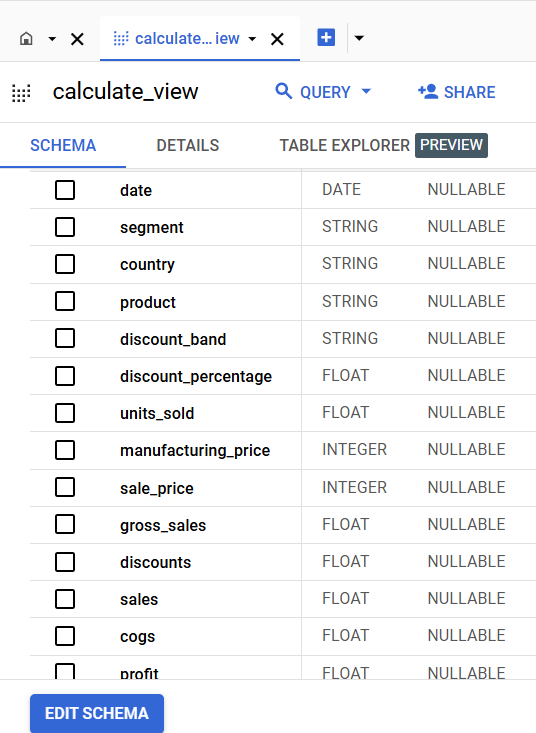 calculate... iew
calculate_view
QUERY
SHARE
SCHEMA DETAILS TABLE EXPLORER PREVIEW
date DATE NULLABLE
segment STRING NULLABLE
country STRING NULLABLE
product STRING NULLABLE
discount_band STRING NULLABLE
discount_percentage FLOAT NULLABLE
units_sold FLOAT NULLABLE
manufacturing_price INTEGER NULLABLE
sale_price INTEGER NULLABLE
gross_sales FLOAT NULLABLE
discounts FLOAT NULLABLE
sales FLOAT NULLABLE
cogs FLOAT NULLABLE
profit FLOAT NULLABLE
EDIT SCHEMA